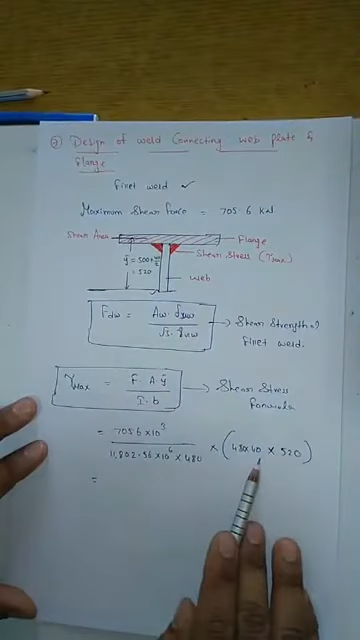 ② Design of weld Connecting web plate &
Flange
Fillet weld ✓
Maximum Shear force = 705.6 KN
Shear Area
Flange
Shear Stress (τmax)
ȳ = 500+40/2
= 520
web
Fdw = Aw. fuw / √3. γmw → Shear Strength of
fillet weld.
τmax = F. A. ȳ / I. b → Shear Stress
formula
= 705.6 × 10³ / 11,802.56 × 10⁶ × 480 × (480×40 × 520)
=